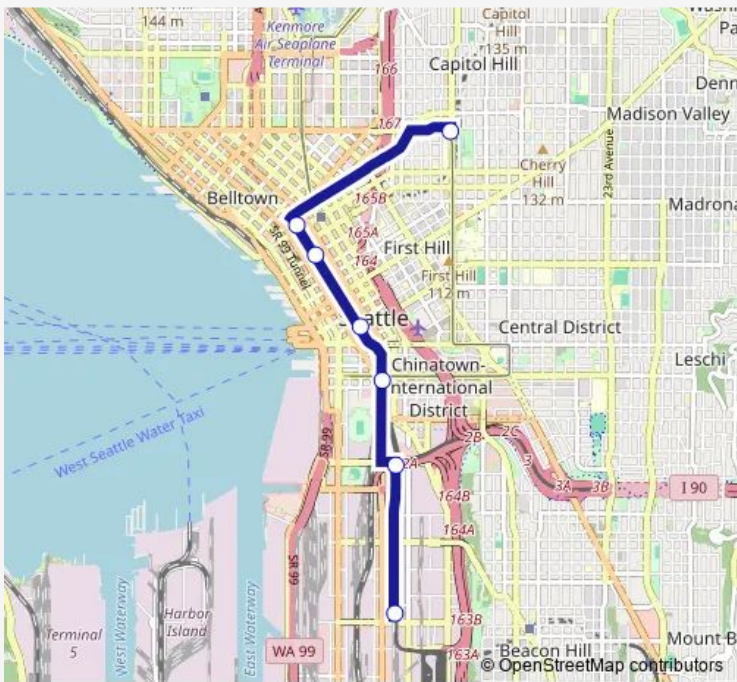 144 m
Kenmore
Air Seaplane
Terminal
166
Capitol
Hill
135 m
Capitol Hill
Denn
167
Madison Valley
Cherry
Hill
132 m
23rd Avenue
Belltown
165B
Madrona
165A
SR 99 Tunnel
First Hill
164
First Hill
112 m
Central District
Leschi
Chinatown-
International
District
West Seattle Water Taxi
SR 99
2B
2C
2A
3
3A
3B
I 90
164B
164A
SR 99
West Waterway
Harbor
Island
East Waterway
Terminal
5
163B
WA 99
163A
Beacon Hill
Mount B
© OpenStreetMap contributors